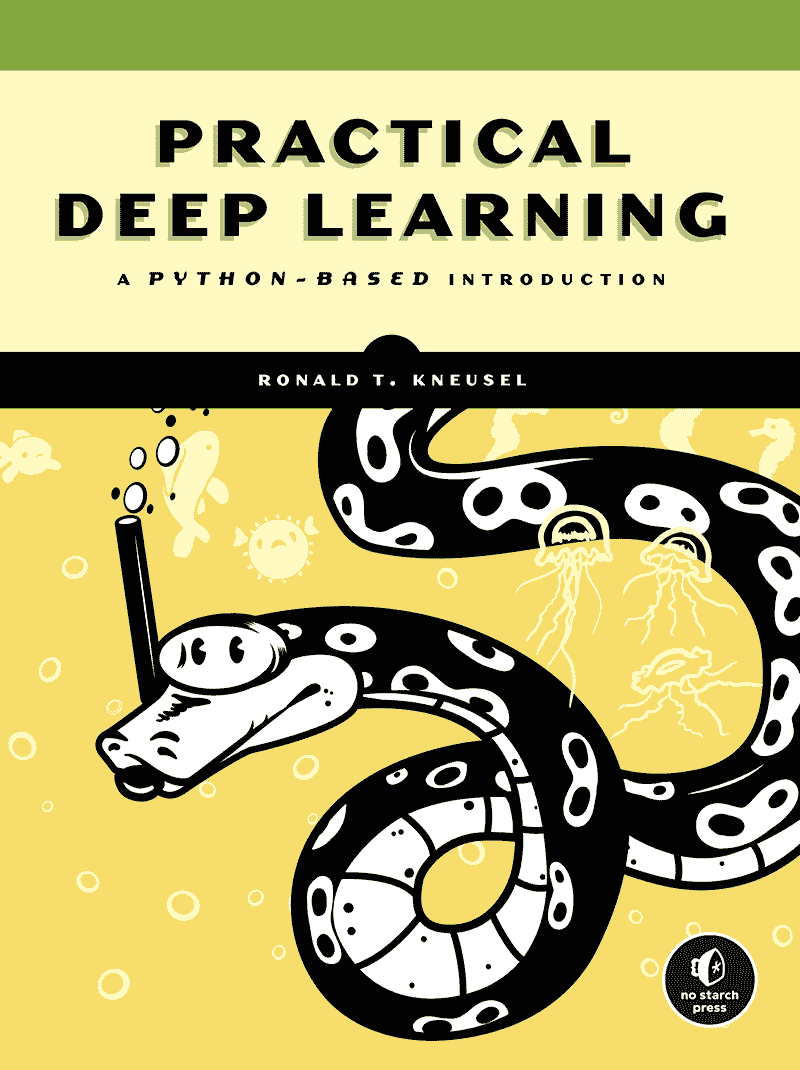 PRACTICAL
DEEP LEARNING
A PYTHON-BASED INTRODUCTION
RONALD T. KNEUSEL
no starch
press